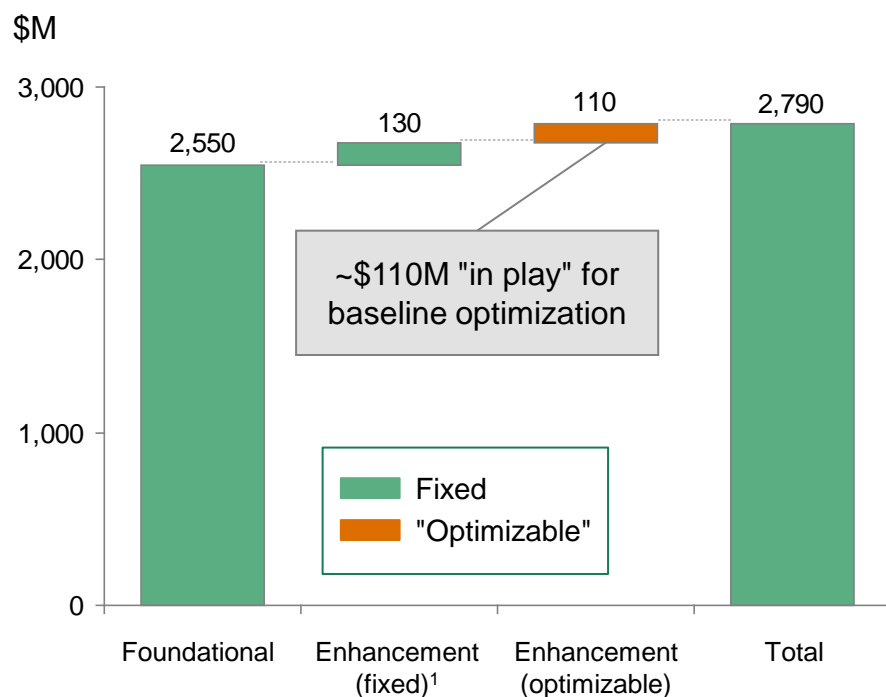 $M
3,000
2,000
1,000
0
2,550
130
110
2,790
~$110M "in play" for
baseline optimization
Fixed
"Optimizable"
Foundational
Enhancement
(fixed)¹
Enhancement
(optimizable)
Total